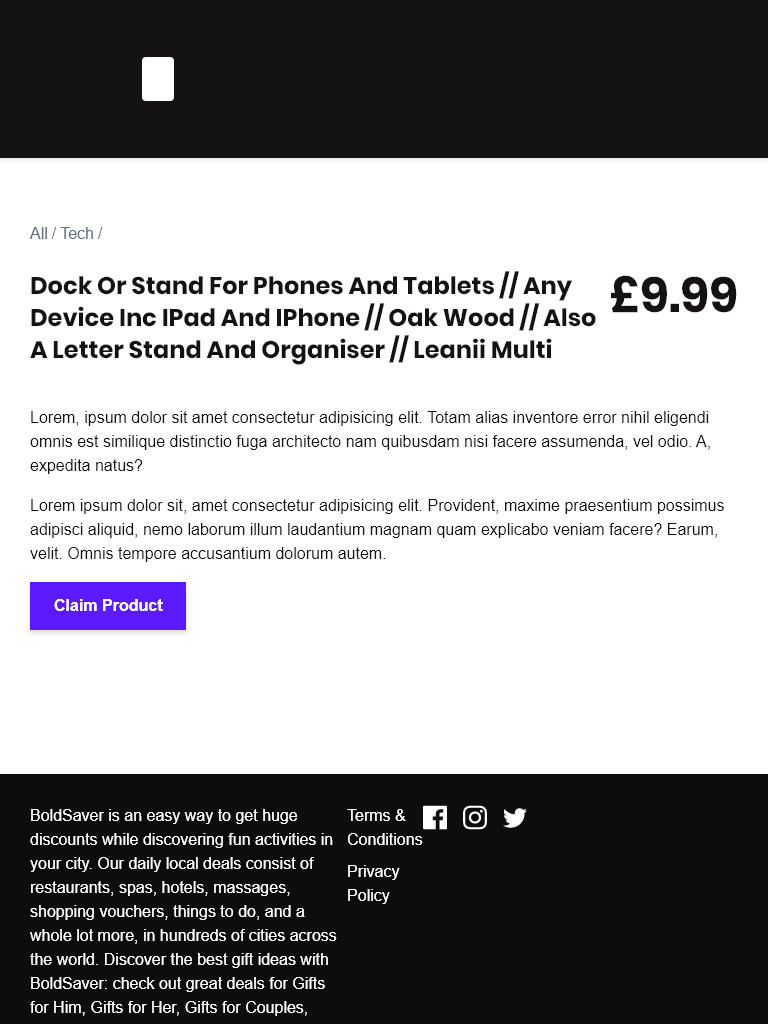 All / Tech /
Dock Or Stand For Phones And Tablets // Any
Device Inc IPad And IPhone // Oak Wood // Also
A Letter Stand And Organiser // Leanii Multi
£9.99
Lorem, ipsum dolor sit amet consectetur adipisicing elit. Totam alias inventore error nihil eligendi
omnis est similique distinctio fuga architecto nam quibusdam nisi facere assumenda, vel odio. A,
expedita natus?
Lorem ipsum dolor sit, amet consectetur adipisicing elit. Provident, maxime praesentium possimus
adipisci aliquid, nemo laborum illum laudantium magnam quam explicabo veniam facere? Earum,
velit. Omnis tempore accusantium dolorum autem.
Claim Product
BoldSaver is an easy way to get huge
discounts while discovering fun activities in
your city. Our daily local deals consist of
restaurants, spas, hotels, massages,
shopping vouchers, things to do, and a
whole lot more, in hundreds of cities across
the world. Discover the best gift ideas with
BoldSaver: check out great deals for Gifts
for Him, Gifts for Her, Gifts for Couples,
Terms &
Conditions
Privacy
Policy